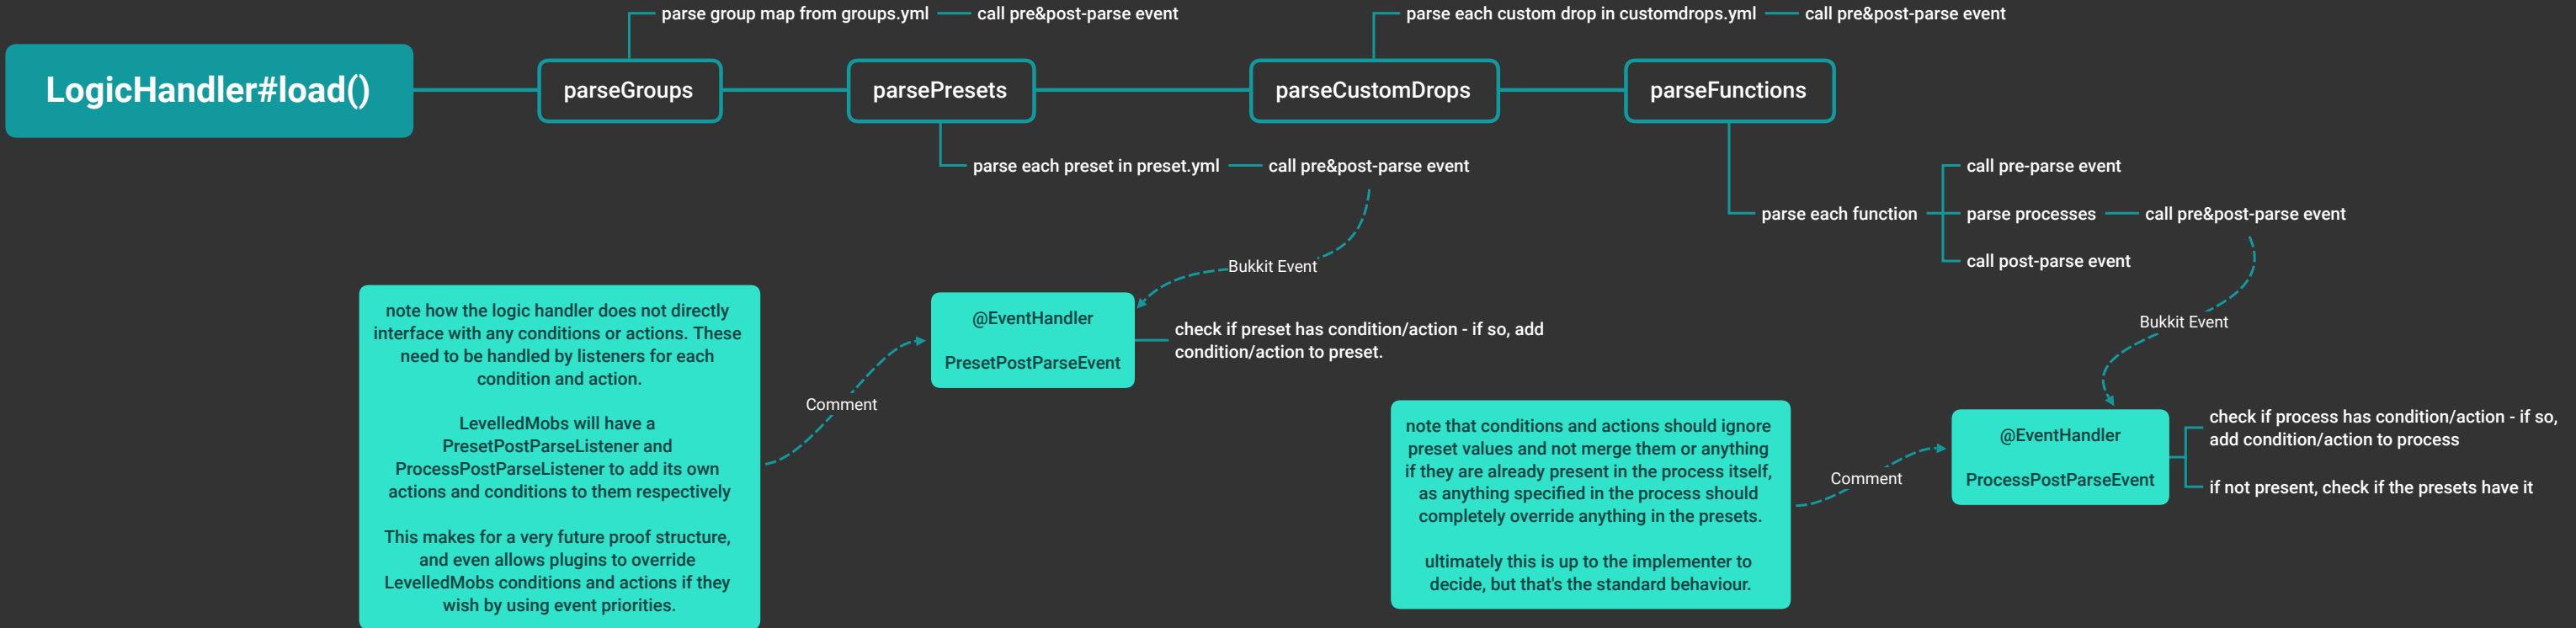 parse group map from groups.yml
call pre&post-parse event
parse each custom drop in customdrops.yml
call pre&post-parse event
LogicHandler#load()
parseGroups
parsePresets
parseCustomDrops
parseFunctions
parse each preset in preset.yml
call pre&post-parse event
call pre-parse event
parse each function
parse processes
call pre&post-parse event
call post-parse event
Bukkit Event
Bukkit Event
note how the logic handler does not directly
interface with any conditions or actions. These
need to be handled by listeners for each
condition and action.
LevelledMobs will have a
PresetPostParseListener and
ProcessPostParseListener to add its own
actions and conditions to them respectively
This makes for a very future proof structure,
and even allows plugins to override
LevelledMobs conditions and actions if they
wish by using event priorities.
Comment
@EventHandler
PresetPostParseEvent
check if preset has condition/action - if so, add
condition/action to preset.
note that conditions and actions should ignore
preset values and not merge them or anything
if they are already present in the process itself,
as anything specified in the process should
completely override anything in the presets.
ultimately this is up to the implementer to
decide, but that's the standard behaviour.
Comment
@EventHandler
ProcessPostParseEvent
check if process has condition/action - if so,
add condition/action to process
if not present, check if the presets have it